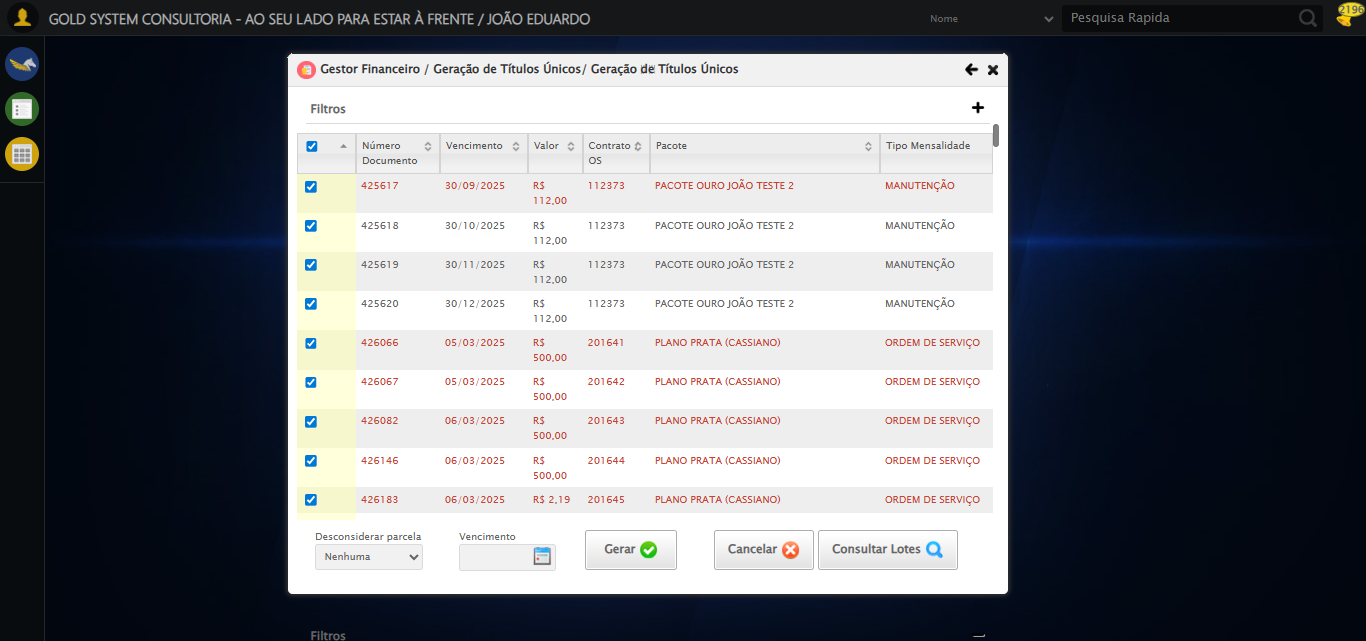 GOLD SYSTEM CONSULTORIA - AO SEU LADO PARA ESTAR À FRENTE / JOÃO EDUARDO
Nome
Pesquisa Rapida
2196
Gestor Financeiro / Geração de Títulos Únicos/ Geração de Títulos Únicos
Filtros
Número Documento Vencimento Valor Contrato OS Pacote Tipo Mensalidade
425617 30/09/2025 R$ 112,00 112373 PACOTE OURO JOÃO TESTE 2 MANUTENÇÃO
425618 30/10/2025 R$ 112,00 112373 PACOTE OURO JOÃO TESTE 2 MANUTENÇÃO
425619 30/11/2025 R$ 112,00 112373 PACOTE OURO JOÃO TESTE 2 MANUTENÇÃO
425620 30/12/2025 R$ 112,00 112373 PACOTE OURO JOÃO TESTE 2 MANUTENÇÃO
426066 05/03/2025 R$ 500,00 201641 PLANO PRATA (CASSIANO) ORDEM DE SERVIÇO
426067 05/03/2025 R$ 500,00 201642 PLANO PRATA (CASSIANO) ORDEM DE SERVIÇO
426082 06/03/2025 R$ 500,00 201643 PLANO PRATA (CASSIANO) ORDEM DE SERVIÇO
426146 06/03/2025 R$ 500,00 201644 PLANO PRATA (CASSIANO) ORDEM DE SERVIÇO
426183 06/03/2025 R$ 2,19 201645 PLANO PRATA (CASSIANO) ORDEM DE SERVIÇO
Desconsiderar parcela
Nenhuma
Vencimento
Gerar
Cancelar
Consultar Lotes
Filtros